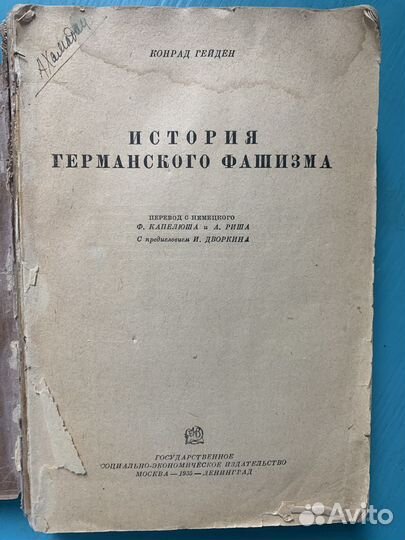 КОНРАД ГЕЙДЕН
ИСТОРИЯ
ГЕРМАНСКОГО ФАШИЗМА
ПЕРЕВОД С НЕМЕЦКОГО
Ф. КАПЕЛЮША и А. РИША
С предисловием И. ДВОРКИНА
ГОСУДАРСТВЕННОЕ
СОЦИАЛЬНО-ЭКОНОМИЧЕСКОЕ ИЗДАТЕЛЬСТВО
МОСКВА — 1935 — ЛЕНИНГРАД
Avito